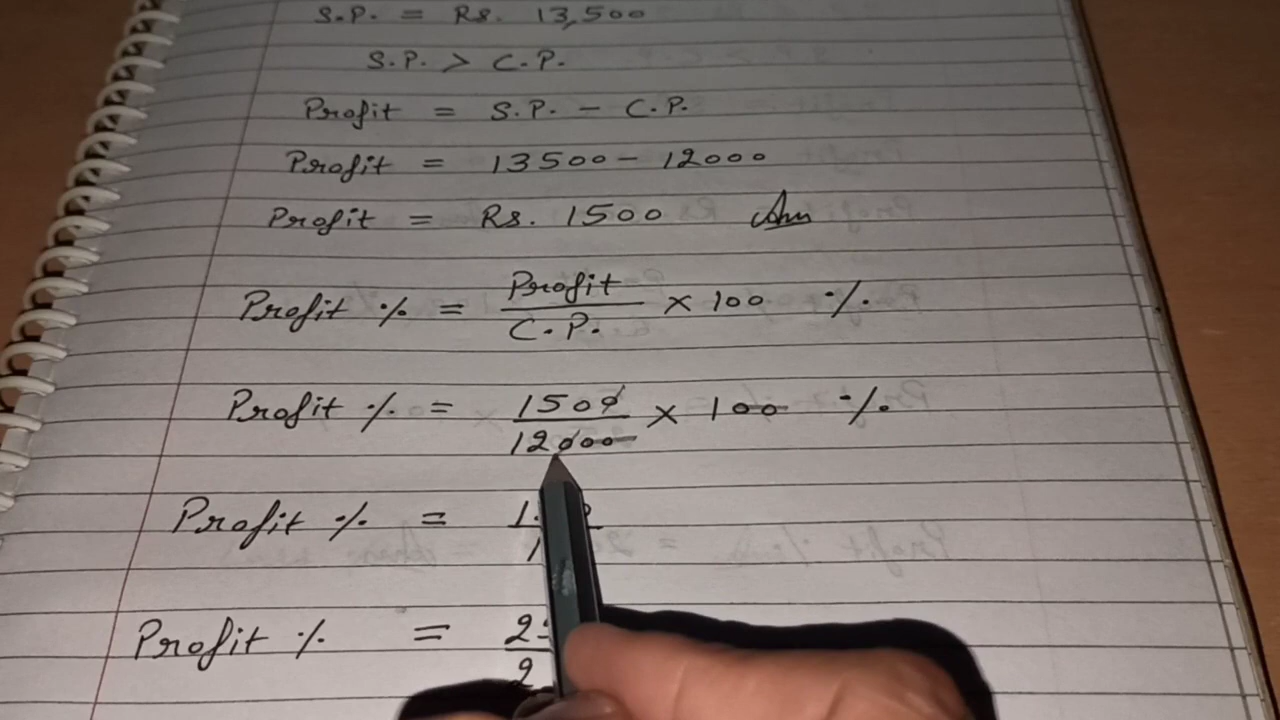 S.P. = Rs. 13,500
S.P. > C.P.
Profit = S.P. - C.P.
Profit = 13500 - 12000
Profit = Rs. 1500 Ans
Profit % = Profit / C.P. × 100 %
Profit % = 1500 / 12000 × 100 %
Profit % =
Profit % =